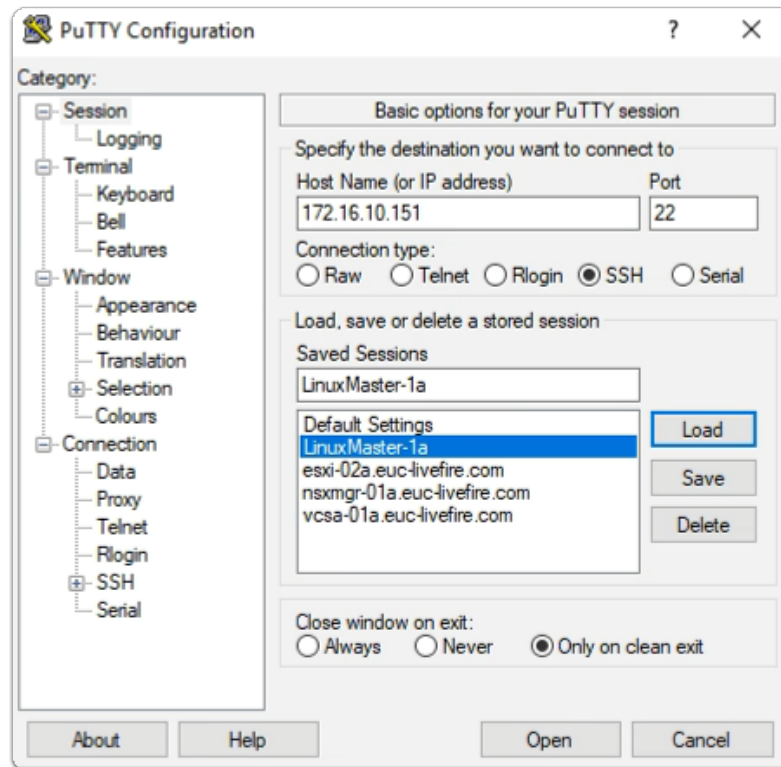 PuTTY Configuration
?
Category:
Session
Logging
Terminal
Keyboard
Bell
Features
Window
Appearance
Behaviour
Translation
Selection
Colours
Connection
Data
Proxy
Telnet
Rlogin
SSH
Serial
Basic options for your PuTTY session
Specify the destination you want to connect to
Host Name (or IP address) Port
172.16.10.151 22
Connection type:
Raw Telnet Rlogin SSH Serial
Load, save or delete a stored session
Saved Sessions
LinuxMaster-1a
Default Settings
LinuxMaster-1a
esxi-02a.euc-livefire.com
nsxmgr-01a.euc-livefire.com
vcsa-01a.euc-livefire.com
Load
Save
Delete
Close window on exit:
Always Never Only on clean exit
About Help Open Cancel